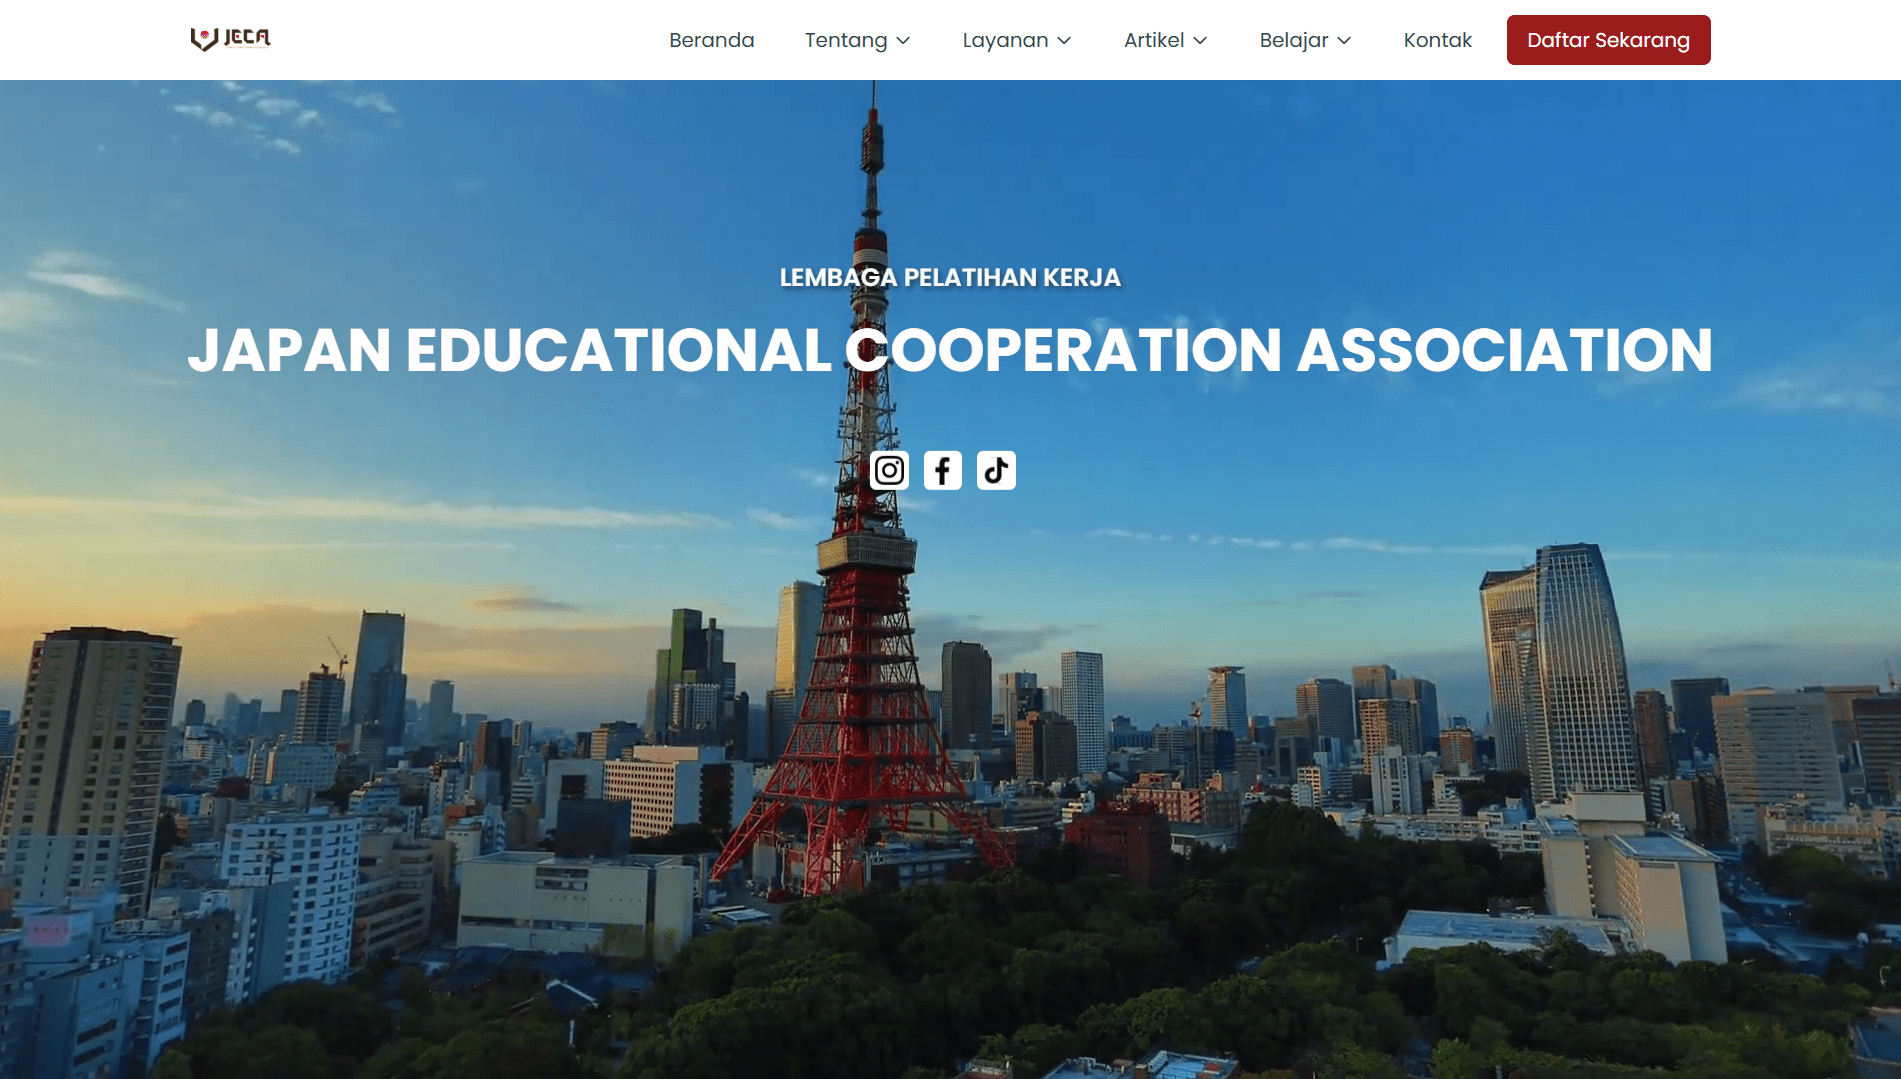 JECA
Beranda
Tentang
Layanan
Artikel
Belajar
Kontak
Daftar Sekarang
LEMBAGA PELATIHAN KERJA
JAPAN EDUCATIONAL COOPERATION ASSOCIATION